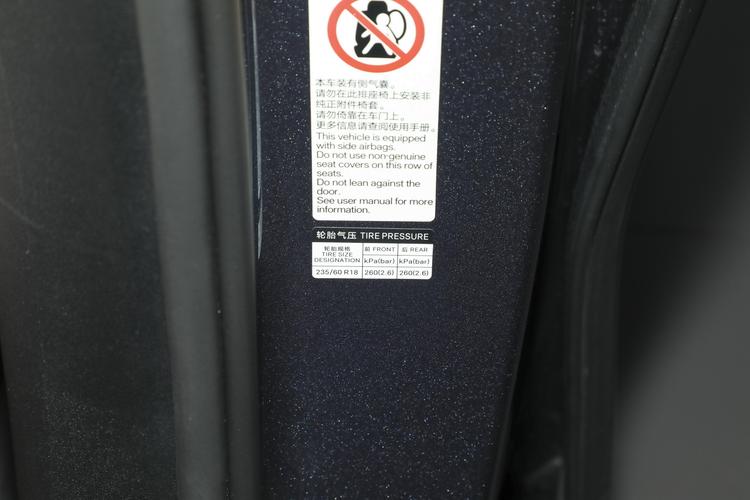 本车装有侧气囊。
请勿在此排座椅上安装非
纯正附件椅套。
请勿倚靠在车门上。
更多信息请查阅使用手册。
This vehicle is equipped
with side airbags.
Do not use non-genuine
seat covers on this row of
seats.
Do not lean against the
door.
See user manual for more
information.
轮胎气压 TIRE PRESSURE
轮胎规格 前 FRONT 后 REAR
TIRE SIZE
DESIGNATION kPa(bar) kPa(bar)
235/60 R18 260(2.6) 260(2.6)